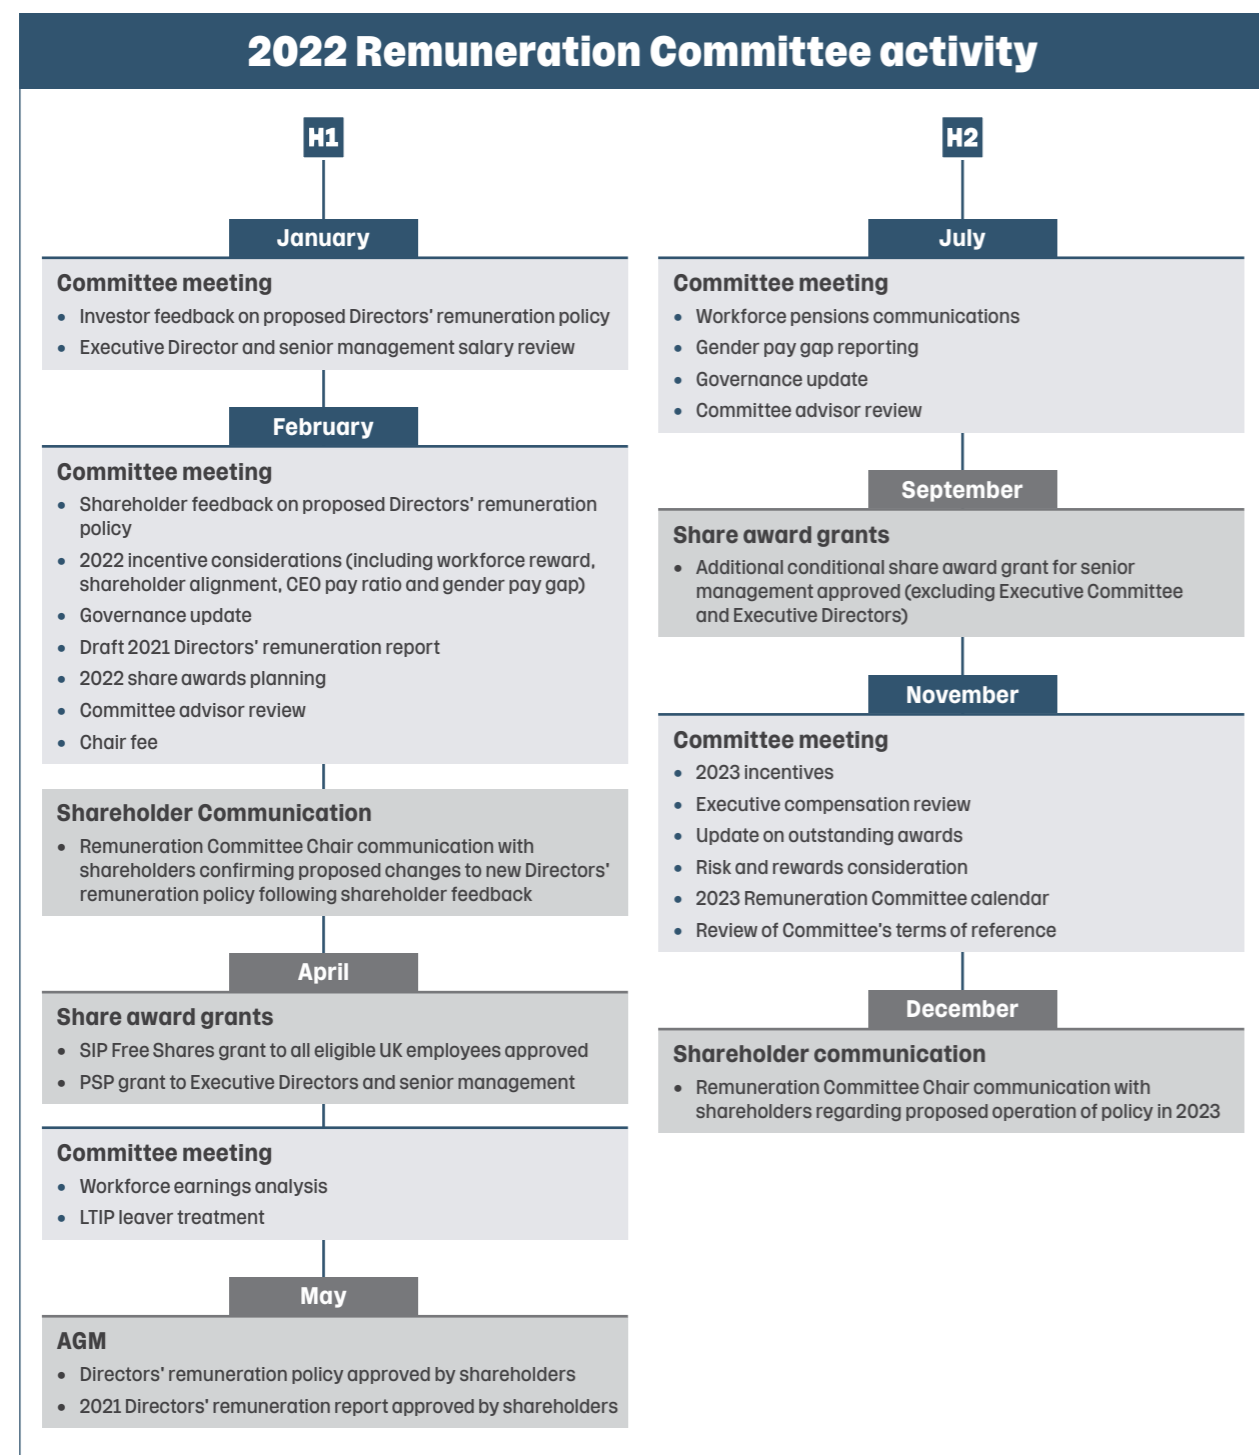 2022 Remuneration Committee activity
H1
January
Committee meeting
• Investor feedback on proposed Directors' remuneration policy
• Executive Director and senior management salary review
February
Committee meeting
• Shareholder feedback on proposed Directors' remuneration
policy
• 2022 incentive considerations (including workforce reward,
shareholder alignment, CEO pay ratio and gender pay gap)
• Governance update
• Draft 2021 Directors' remuneration report
• 2022 share awards planning
• Committee advisor review
• Chair fee
Shareholder Communication
• Remuneration Committee Chair communication with
shareholders confirming proposed changes to new Directors'
remuneration policy following shareholder feedback
April
Share award grants
• SIP Free Shares grant to all eligible UK employees approved
• PSP grant to Executive Directors and senior management
Committee meeting
• Workforce earnings analysis
• LTIP leaver treatment
May
AGM
• Directors' remuneration policy approved by shareholders
• 2021 Directors' remuneration report approved by shareholders
H2
July
Committee meeting
• Workforce pensions communications
• Gender pay gap reporting
• Governance update
• Committee advisor review
September
Share award grants
• Additional conditional share award grant for senior
management approved (excluding Executive Committee
and Executive Directors)
November
Committee meeting
• 2023 incentives
• Executive compensation review
• Update on outstanding awards
• Risk and rewards consideration
• 2023 Remuneration Committee calendar
• Review of Committee's terms of reference
December
Shareholder communication
• Remuneration Committee Chair communication with
shareholders regarding proposed operation of policy in 2023